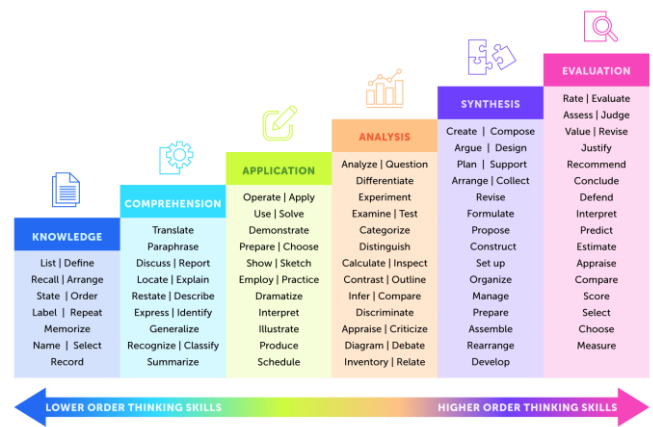 KNOWLEDGE
List | Define
Recall | Arrange
State | Order
Label | Repeat
Memorize
Name | Select
Record
COMPREHENSION
Translate
Paraphrase
Discuss | Report
Locate | Explain
Restate | Describe
Express | Identify
Generalize
Recognize | Classify
Summarize
APPLICATION
Operate | Apply
Use | Solve
Demonstrate
Prepare | Choose
Show | Sketch
Employ | Practice
Dramatize
Interpret
Illustrate
Produce
Schedule
ANALYSIS
Analyze | Question
Differentiate
Experiment
Examine | Test
Categorize
Distinguish
Calculate | Inspect
Contrast | Outline
Infer | Compare
Discriminate
Appraise | Criticize
Diagram | Debate
Inventory | Relate
SYNTHESIS
Create | Compose
Argue | Design
Plan | Support
Arrange | Collect
Revise
Formulate
Propose
Construct
Set up
Organize
Manage
Prepare
Assemble
Rearrange
Develop
EVALUATION
Rate | Evaluate
Assess | Judge
Value | Revise
Justify
Recommend
Conclude
Defend
Interpret
Predict
Estimate
Appraise
Compare
Score
Select
Choose
Measure
LOWER ORDER THINKING SKILLS
HIGHER ORDER THINKING SKILLS